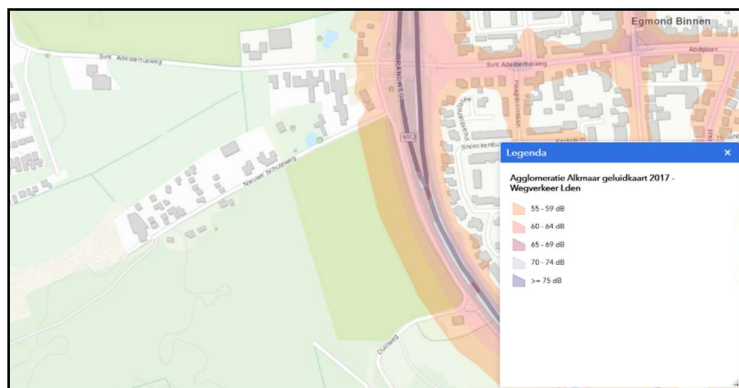 Egmond Binnen
Sint Adelbertusweg
Sint Adelbertusweg
Abdijlaan
Nieuwe Schulpweg
Duinweg
Legenda
Agglomeratie Alkmaar geluidkaart 2017 -
Wegverkeer Lden
55 - 59 dB
60 - 64 dB
65 - 69 dB
70 - 74 dB
>= 75 dB